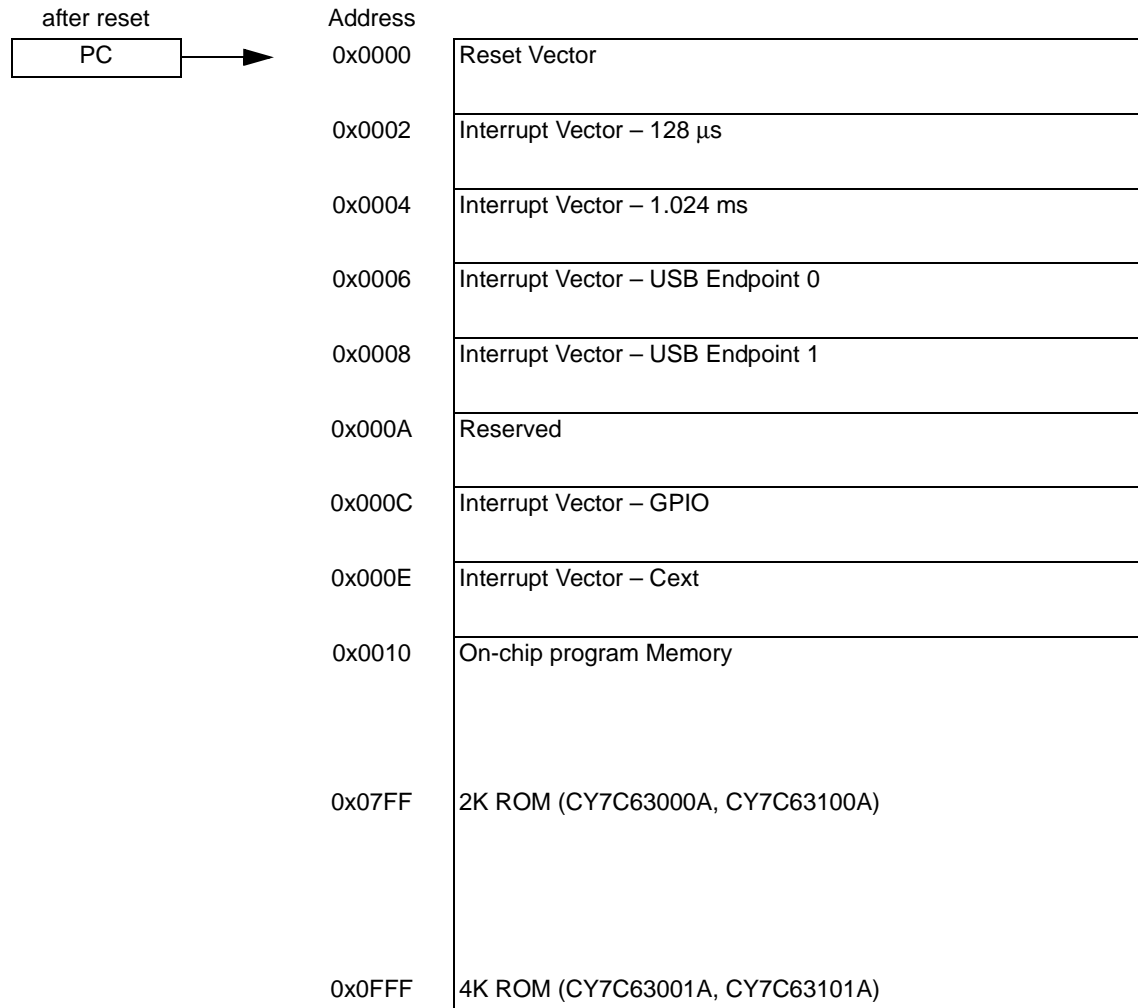 after reset Address
PC 0x0000 Reset Vector
0x0002 Interrupt Vector – 128 μs
0x0004 Interrupt Vector – 1.024 ms
0x0006 Interrupt Vector – USB Endpoint 0
0x0008 Interrupt Vector – USB Endpoint 1
0x000A Reserved
0x000C Interrupt Vector – GPIO
0x000E Interrupt Vector – Cext
0x0010 On-chip program Memory
0x07FF 2K ROM (CY7C63000A, CY7C63100A)
0x0FFF 4K ROM (CY7C63001A, CY7C63101A)